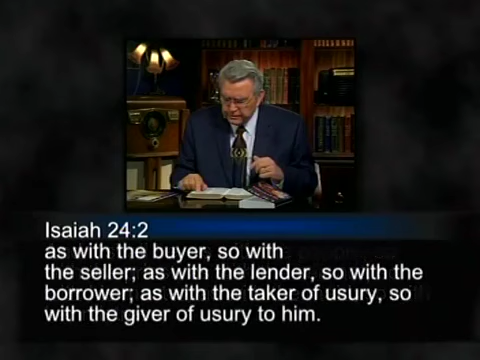 Isaiah 24:2
as with the buyer, so with
the seller; as with the lender, so with the
borrower; as with the taker of usury, so
with the giver of usury to him.